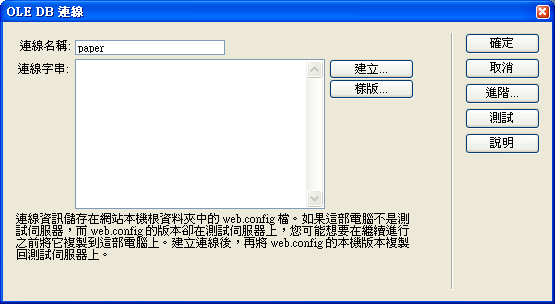 OLE DB 連線
連線名稱: paper
連線字串:
建立...
樣版...
確定
取消
進階...
測試
說明
連線資訊儲存在網站本機根資料夾中的 web.config 檔。如果這部電腦不是測
試伺服器，而 web.config 的版本卻在測試伺服器上，您可能想要在繼續進行
之前將它複製到這部電腦上。建立連線後，再將 web.config 的本機版本複製
回測試伺服器上。